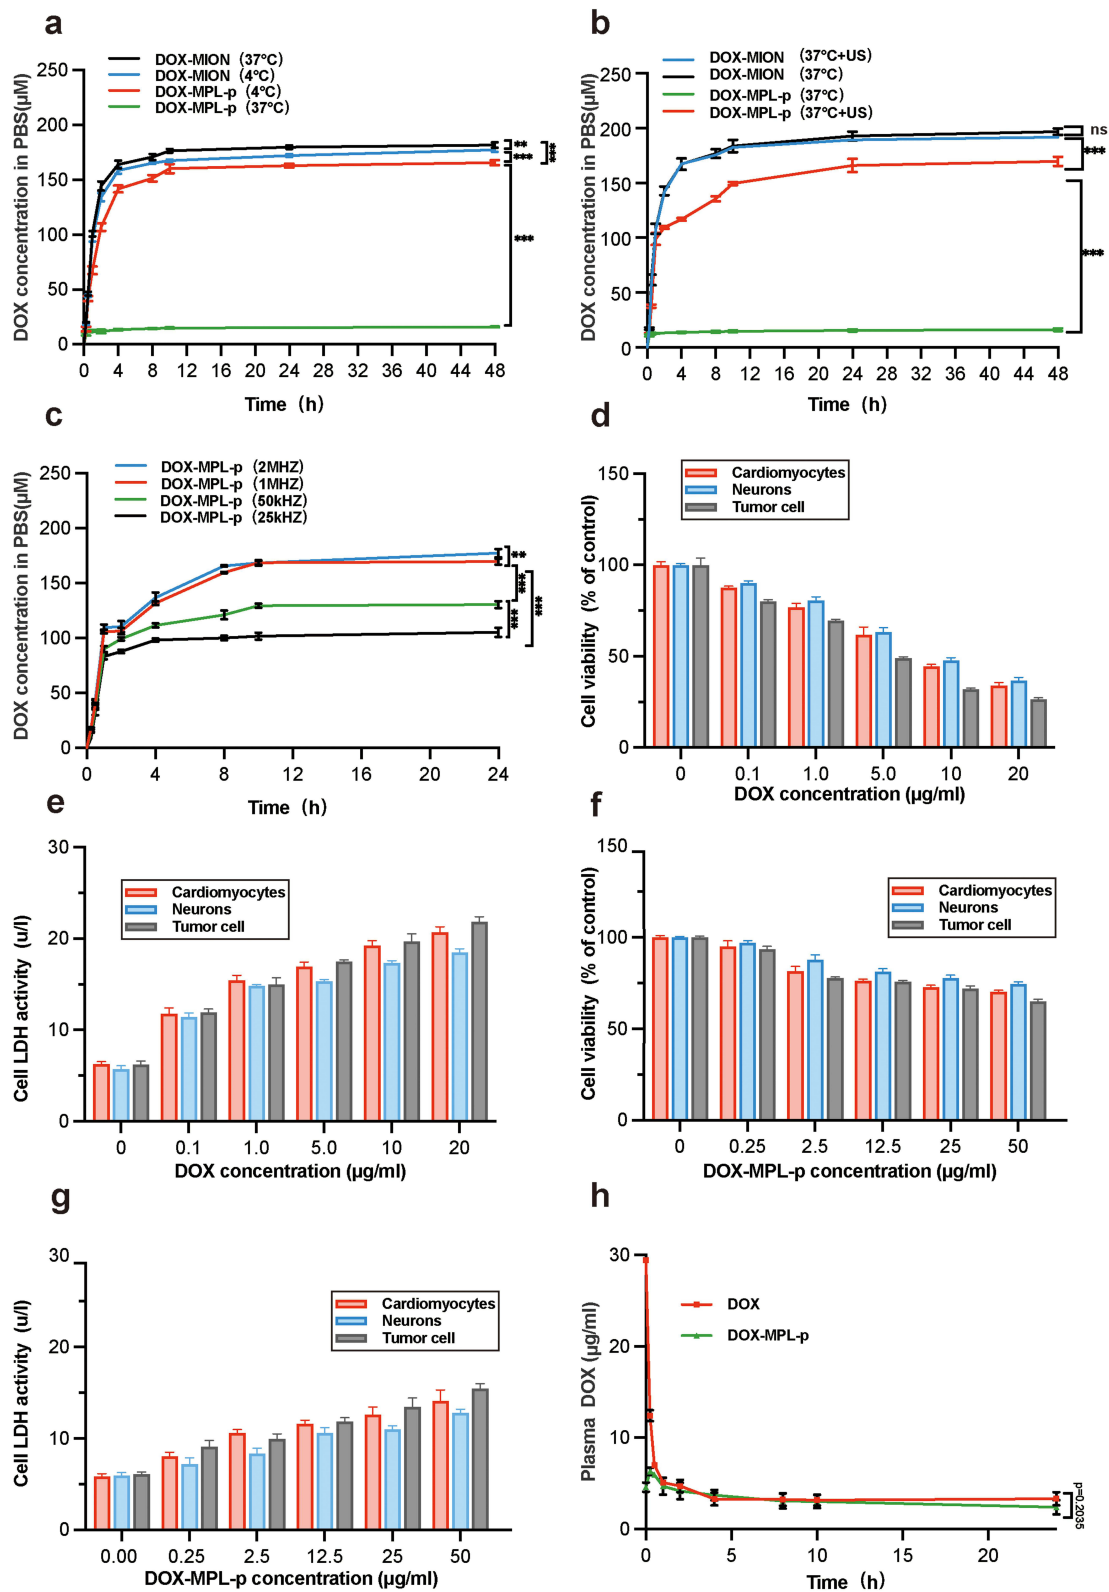 a
DOX-MION (37°C)
DOX-MION (4°C)
DOX-MPL-p (4°C)
DOX-MPL-p (37°C)
DOX concentration in PBS(µM)
250
200
150
100
50
0
0 4 8 12 16 20 24 28 32 36 40 44 48
Time (h)
**
***
***
***
b
DOX-MION (37°C+US)
DOX-MION (37°C)
DOX-MPL-p (37°C)
DOX-MPL-p (37°C+US)
DOX concentration in PBS(µM)
250
200
150
100
50
0
0 4 8 12 16 20 24 28 32 36 40 44 48
Time (h)
ns
***
***
c
DOX-MPL-p (2MHZ)
DOX-MPL-p (1MHZ)
DOX-MPL-p (50kHZ)
DOX-MPL-p (25kHZ)
DOX concentration in PBS(µM)
250
200
150
100
50
0
0 4 8 12 16 20 24
Time (h)
**
***
***
***
d
Cardiomyocytes
Neurons
Tumor cell
Cell viability (% of control)
150
100
50
0
0 0.1 1.0 5.0 10 20
DOX concentration (µg/ml)
e
Cardiomyocytes
Neurons
Tumor cell
Cell LDH activity (u/l)
30
20
10
0
0 0.1 1.0 5.0 10 20
DOX concentration (µg/ml)
f
Cardiomyocytes
Neurons
Tumor cell
Cell viability (% of control)
150
100
50
0
0 0.25 2.5 12.5 25 50
DOX-MPL-p concentration (µg/ml)
g
Cardiomyocytes
Neurons
Tumor cell
Cell LDH activity (u/l)
30
20
10
0
0.00 0.25 2.5 12.5 25 50
DOX-MPL-p concentration (µg/ml)
h
DOX
DOX-MPL-p
Plasma DOX (µg/ml)
30
20
10
0
0 5 10 15 20
Time (h)
p=0.2035